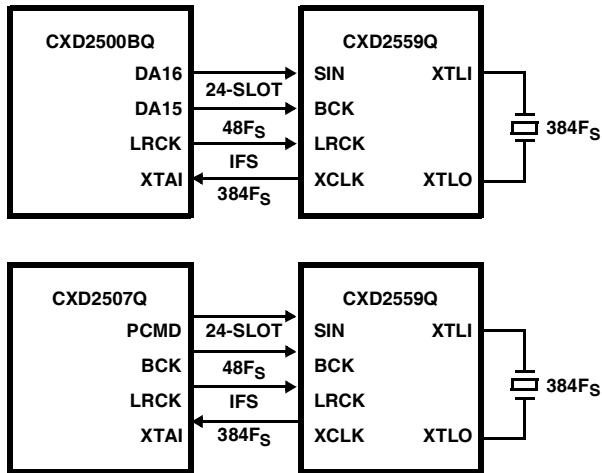 CXD2500BQ
CXD2559Q
DA16
SIN
XTLI
24-SLOT
DA15
BCK
48FS
384FS
LRCK
LRCK
IFS
XTAI
XCLK
XTLO
384FS
CXD2507Q
CXD2559Q
PCMD
24-SLOT
SIN
XTLI
BCK
48FS
BCK
384FS
LRCK
IFS
LRCK
XTAI
384FS
XCLK
XTLO